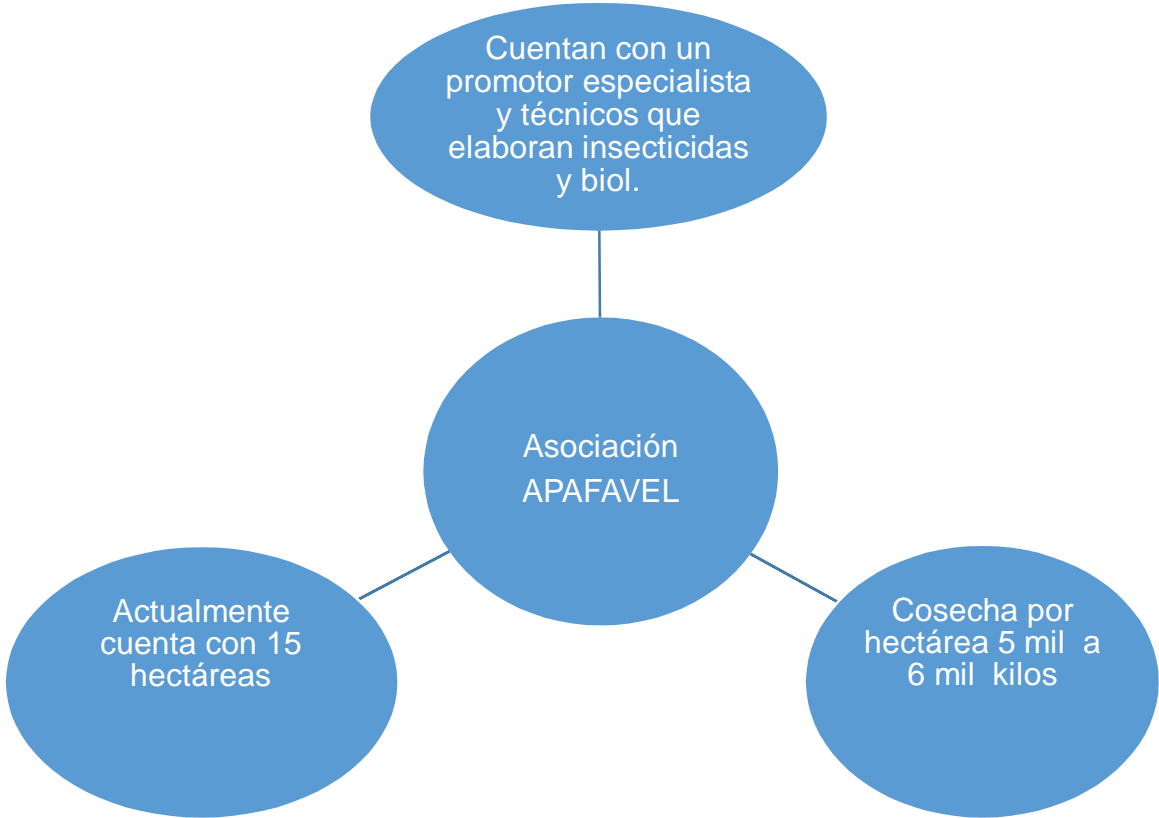 Cuentan con un
promotor especialista
y técnicos que
elaboran insecticidas
y biol.
Asociación
APAFAVEL
Actualmente
cuenta con 15
hectáreas
Cosecha por
hectárea 5 mil  a
6 mil  kilos